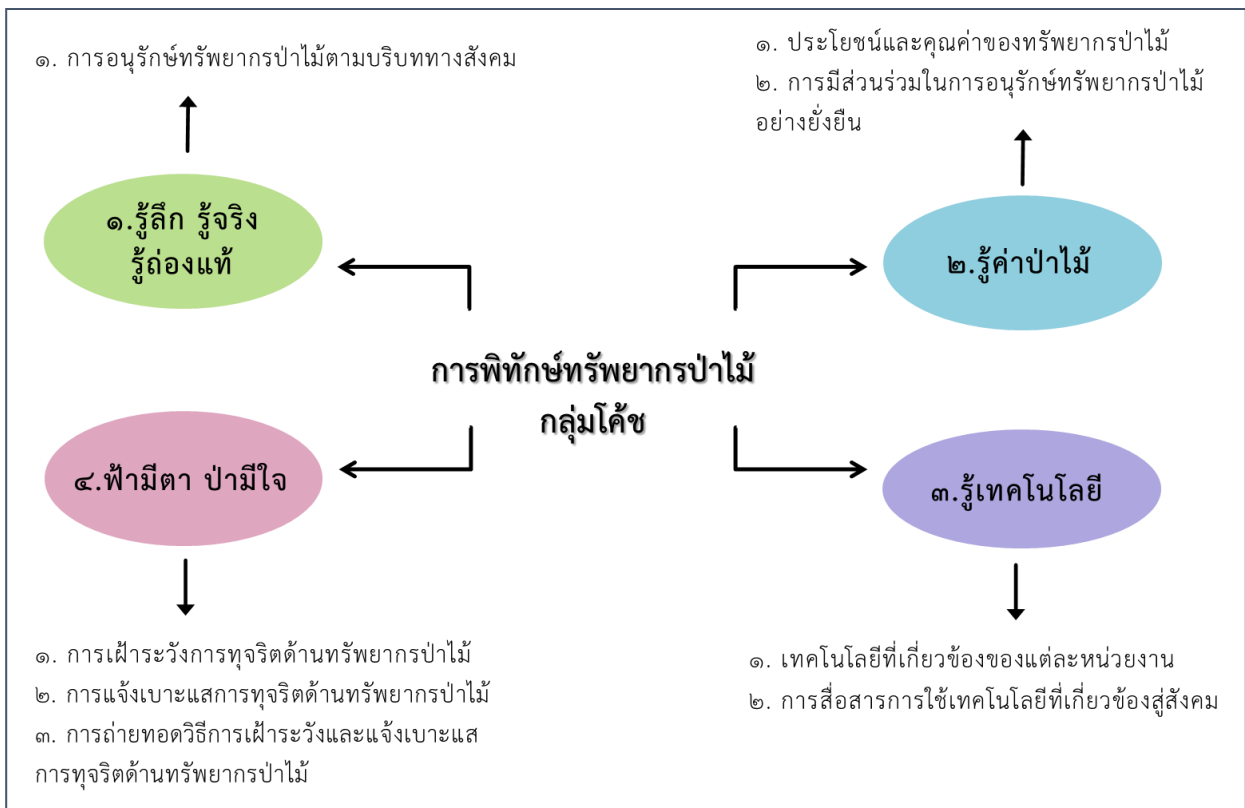 ๑. การอนุรักษ์ทรัพยากรป่าไม้ตามบริบททางสังคม
๑. ประโยชน์และคุณค่าของทรัพยากรป่าไม้
๒. การมีส่วนร่วมในการอนุรักษ์ทรัพยากรป่าไม้
อย่างยั่งยืน
๑.รู้ลึก รู้จริง
รู้ถ่องแท้
๒.รู้ค่าป่าไม้
การพิทักษ์ทรัพยากรป่าไม้
กลุ่มโค้ช
๔.ฟ้ามีตา ป่ามีใจ
๓.รู้เทคโนโลยี
๑. การเฝ้าระวังการทุจริตด้านทรัพยากรป่าไม้
๒. การแจ้งเบาะแสการทุจริตด้านทรัพยากรป่าไม้
๓. การถ่ายทอดวิธีการเฝ้าระวังและแจ้งเบาะแส
การทุจริตด้านทรัพยากรป่าไม้
๑. เทคโนโลยีที่เกี่ยวข้องของแต่ละหน่วยงาน
๒. การสื่อสารการใช้เทคโนโลยีที่เกี่ยวข้องสู่สังคม